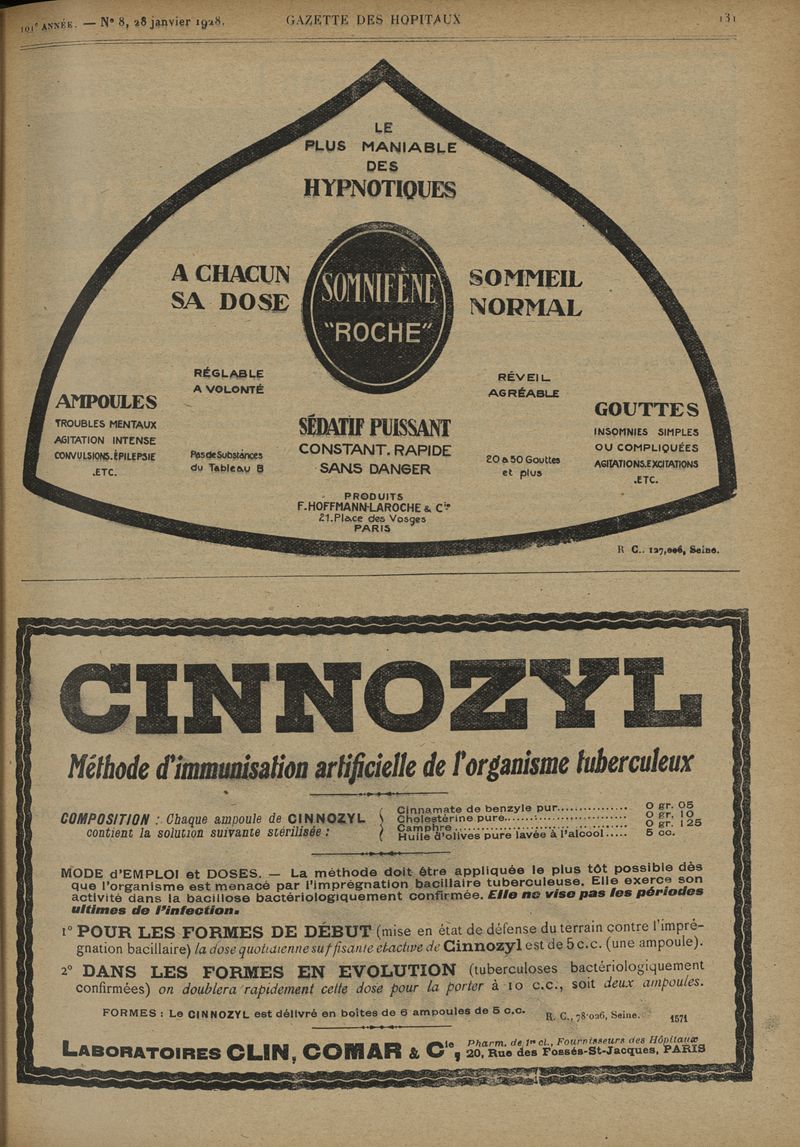 101e ANNÉE. — N° 8, 28 janvier 1928. GAZETTE DES HOPITAUX 131
LE
PLUS MANIABLE
DES
HYPNOTIQUES
A CHACUN
SA DOSE
SOMNIFÈNE
"ROCHE"
SOMMEIL
NORMAL
RÉGLABLE
A VOLONTÉ
RÉVEIL
AGRÉABLE
AMPOULES
TROUBLES MENTAUX
AGITATION INTENSE
CONVULSIONS.ÉPILEPSIE
.ETC.
Pas de Substances
du Tableau B
SÉDATIF PUISSANT
CONSTANT. RAPIDE
SANS DANGER
20 à 50 Gouttes
et plus
GOUTTES
INSOMNIES SIMPLES
OU COMPLIQUÉES
AGITATIONS.EXCITATIONS
.ETC.
PRODUITS
F. HOFFMANN-LAROCHE & Cie
21. Place des Vosges
PARIS
R C.. 127,006, Seine.
CINNOZYL
Méthode d'immunisation artificielle de l'organisme tuberculeux
COMPOSITION : Chaque ampoule de CINNOZYL
contient la solution suivante stérilisée :
Cinnamate de benzyle pur............... 0 gr. 05
Cholestérine pure............... 0 gr. 10
Camphre............... 0 gr. 125
Huile d'olives pure lavée à l'alcool..... 5 cc.
MODE d'EMPLOI et DOSES. — La méthode doit être appliquée le plus tôt possible dès
que l'organisme est menacé par l'imprégnation bacillaire tuberculeuse. Elle exerce son
activité dans la bacillose bactériologiquement confirmée. Elle ne vise pas les périodes
ultimes de l'infection.
1° POUR LES FORMES DE DÉBUT (mise en état de défense du terrain contre l'impré-
gnation bacillaire) la dose quotidienne suffisante et active de Cinnozyl est de 5 c.c. (une ampoule).
2° DANS LES FORMES EN EVOLUTION (tuberculoses bactériologiquement
confirmées) on doublera rapidement cette dose pour la porter à 10 c.c., soit deux ampoules.
FORMES : Le CINNOZYL est délivré en boîtes de 6 ampoules de 5 c.c. R. C., 78.026, Seine. 1571
LABORATOIRES CLIN, COMAR & Cie, Pharm. de 1re cl., Fournisseurs des Hôpitaux
20, Rue des Fossés-St-Jacques, PARIS